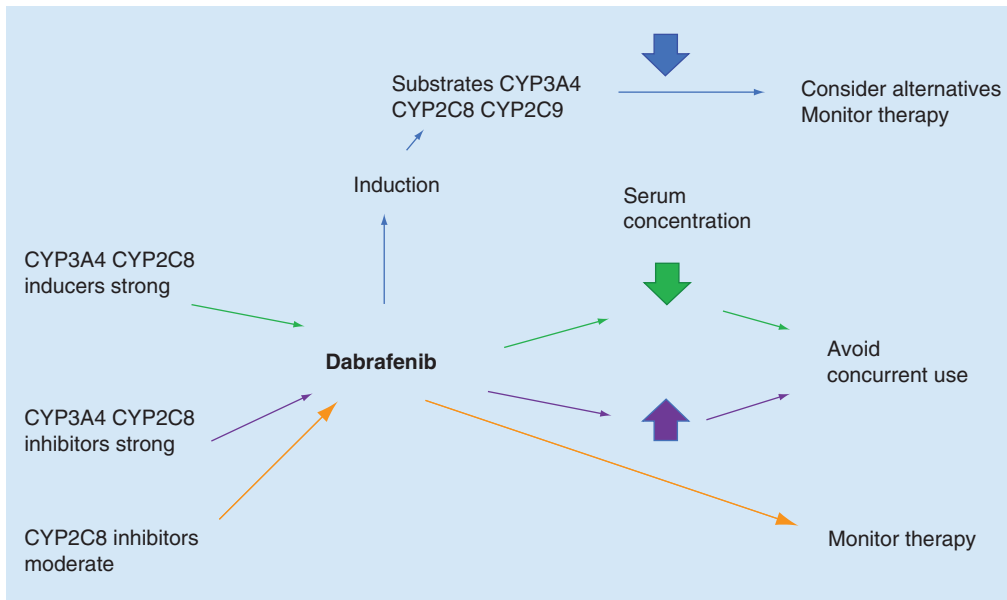 Substrates CYP3A4
CYP2C8 CYP2C9
Consider alternatives
Monitor therapy
Induction
Serum
concentration
CYP3A4 CYP2C8
inducers strong
Dabrafenib
Avoid
concurrent use
CYP3A4 CYP2C8
inhibitors strong
CYP2C8 inhibitors
moderate
Monitor therapy